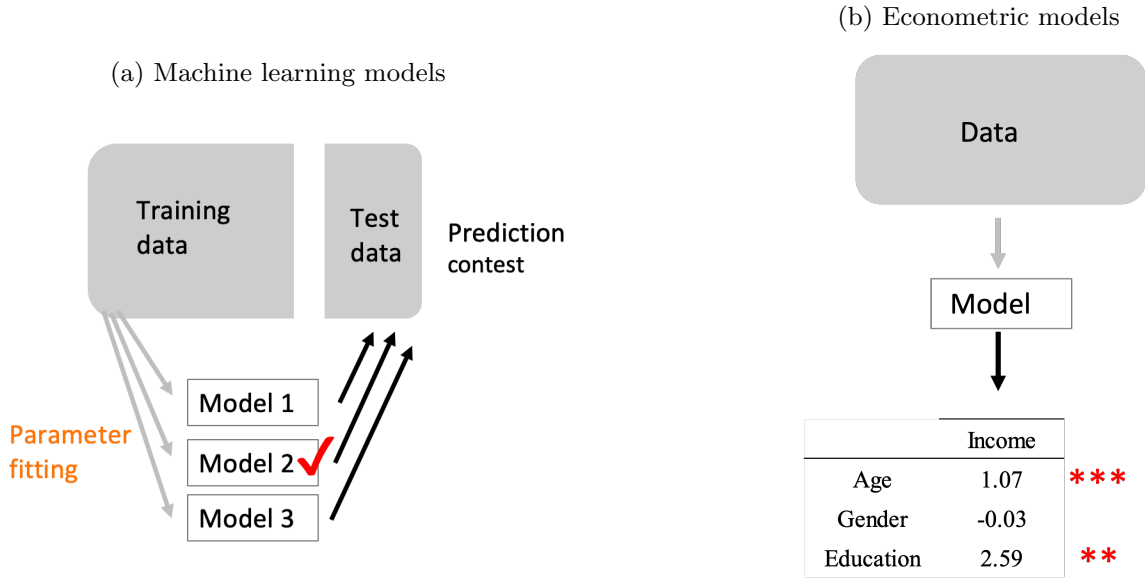 (a) Machine learning models
Training
data
Test
data
Prediction
contest
Model 1
Model 2
Model 3
Parameter
fitting
(b) Econometric models
Data
Model
Income
Age 1.07 ***
Gender -0.03
Education 2.59 **